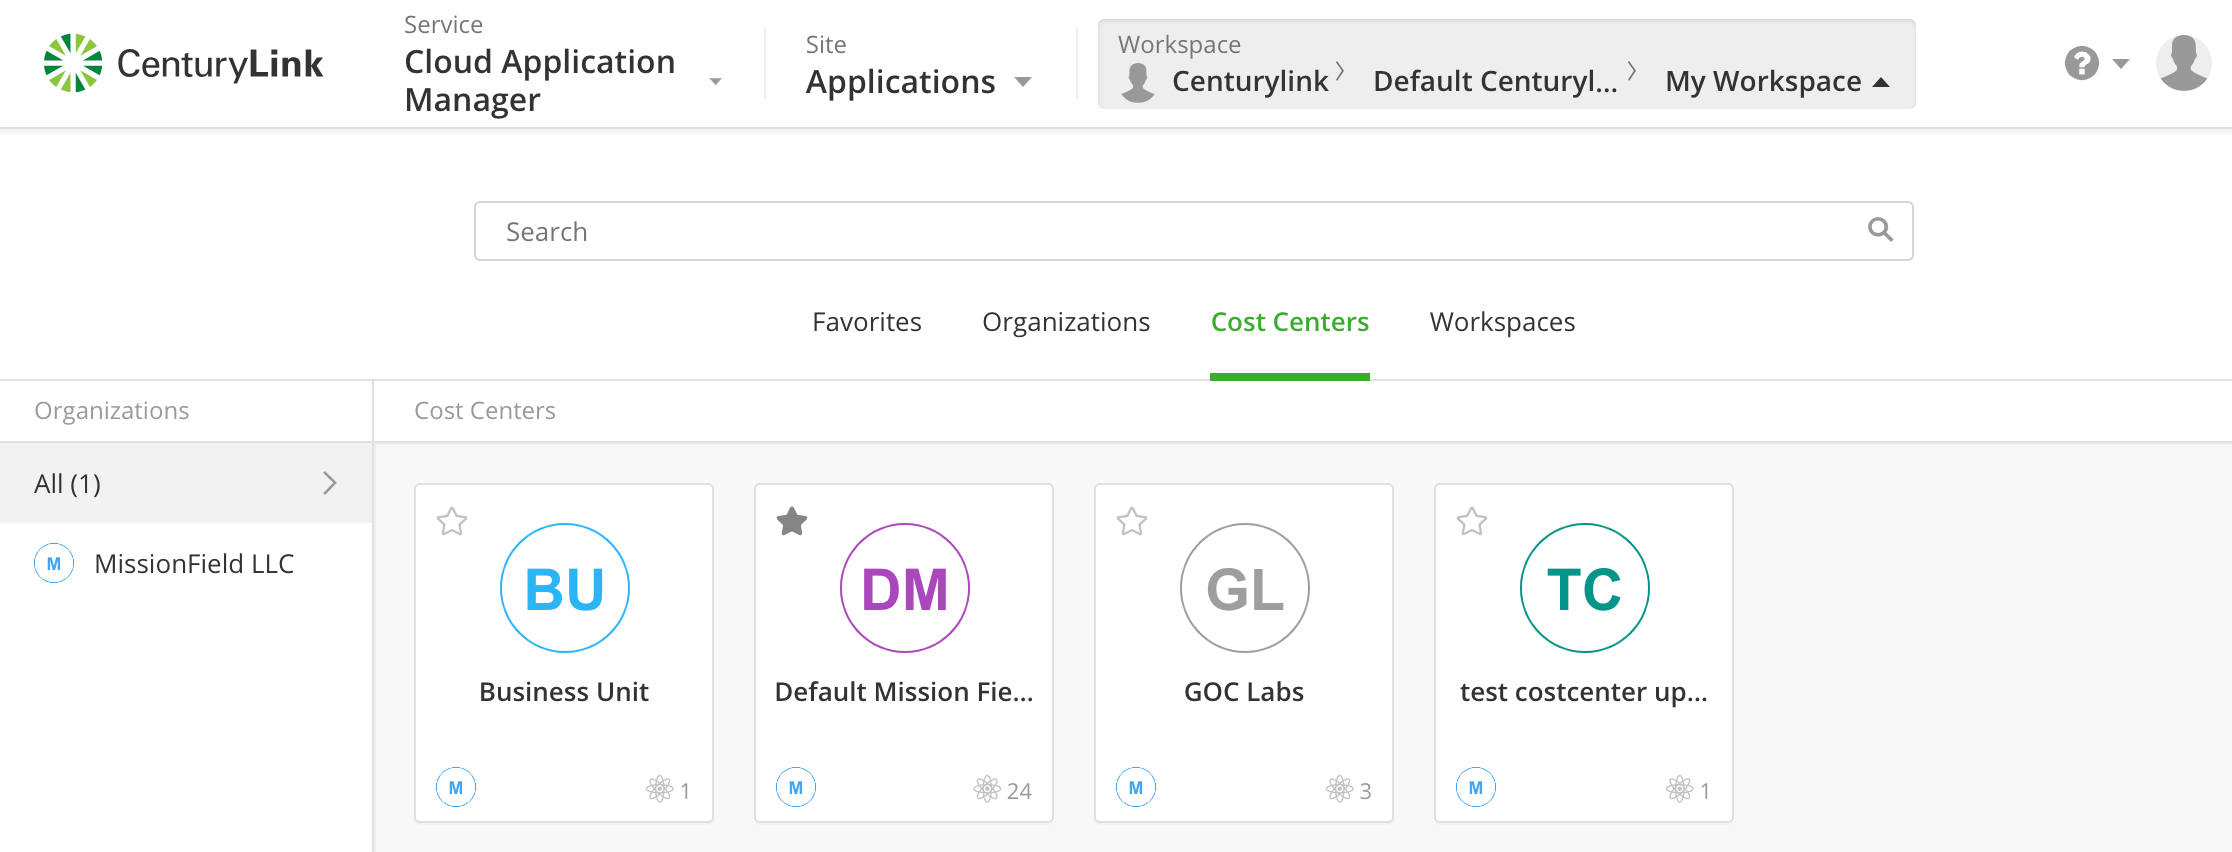 CenturyLink
Service
Cloud Application
Manager
Site
Applications
Workspace
Centurylink
Default Centuryl...
My Workspace
?
Search
Favorites
Organizations
Cost Centers
Workspaces
Organizations
Cost Centers
All (1)
M
MissionField LLC
BU
Business Unit
M
1
DM
Default Mission Fie...
M
24
GL
GOC Labs
M
3
TC
test costcenter up...
M
1